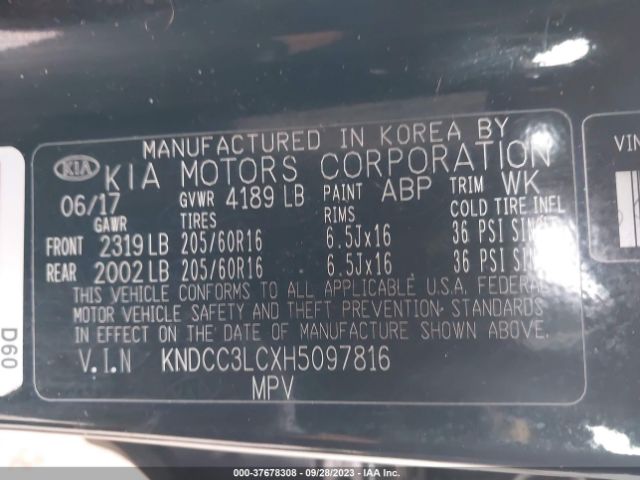 MANUFACTURED IN KOREA BY
KIA KIA MOTORS CORPORATION
06/17 GVWR 4189 LB PAINT ABP TRIM WK
GAWR TIRES RIMS COLD TIRE INFL
FRONT 2319 LB 205/60R16 6.5Jx16 36 PSI
REAR 2002 LB 205/60R16 6.5Jx16 36 PSI
THIS VEHICLE CONFORMS TO ALL APPLICABLE U.S.A. FEDERAL
MOTOR VEHICLE SAFETY AND THEFT PREVENTION STANDARDS
IN EFFECT ON THE DATE OF MANUFACTURE SHOWN ABOVE.
V.I.N KNDCC3LCXH5097816
MPV
VIN
D60
000-37678308 - 09/28/2023 - Copyright IAA, Inc.